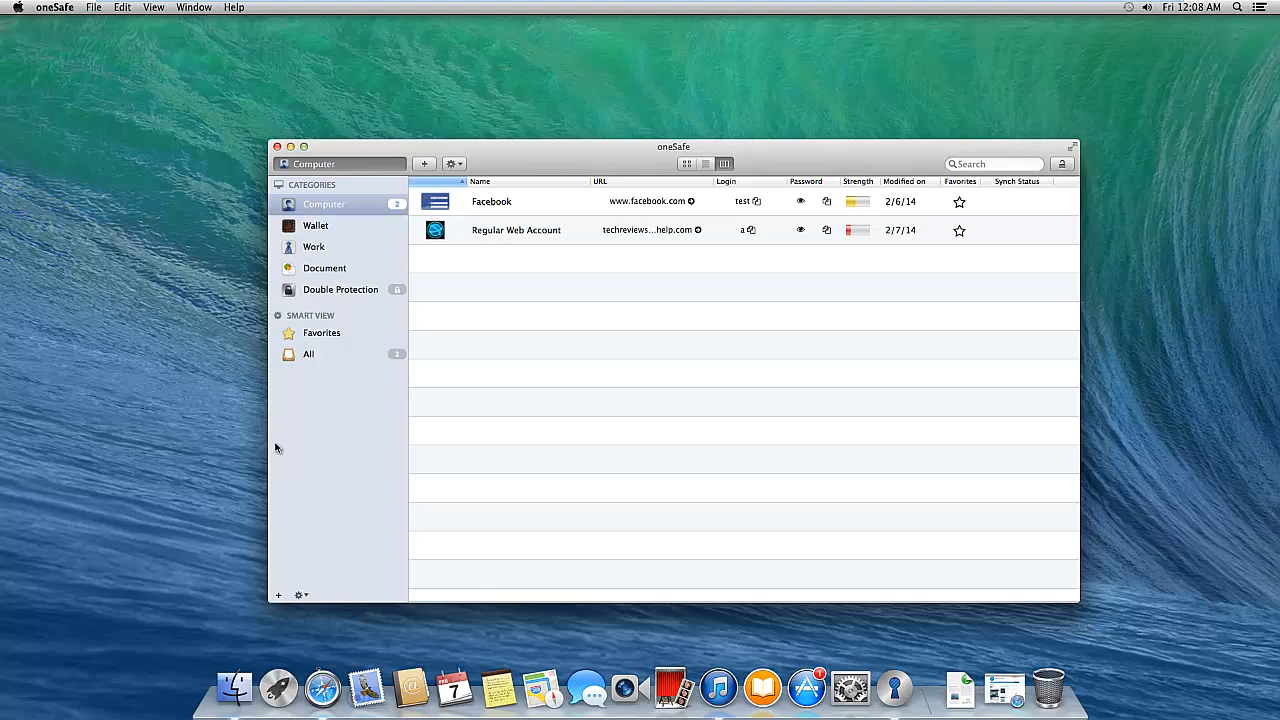 oneSafe File Edit View Window Help Fri 12:08 AM
oneSafe
Computer + Search
CATEGORIES
Computer 2
Wallet
Work
Document
Double Protection
SMART VIEW
Favorites
All 2
Name URL Login Password Strength Modified on Favorites Synch Status
Facebook www.facebook.com test 2/6/14
Regular Web Account techreviews...help.com a 2/7/14
+
7
1